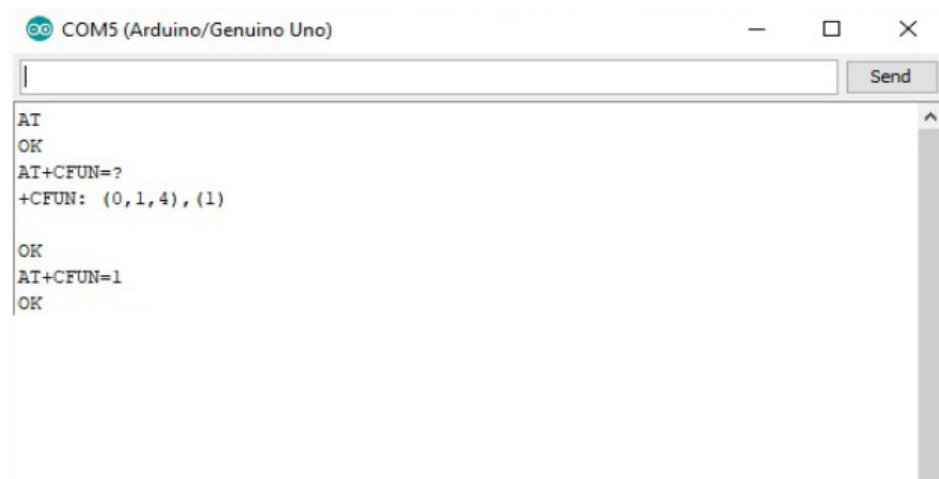 COM5 (Arduino/Genuino Uno)
Send
AT
OK
AT+CFUN=?
+CFUN: (0,1,4),(1)
OK
AT+CFUN=1
OK